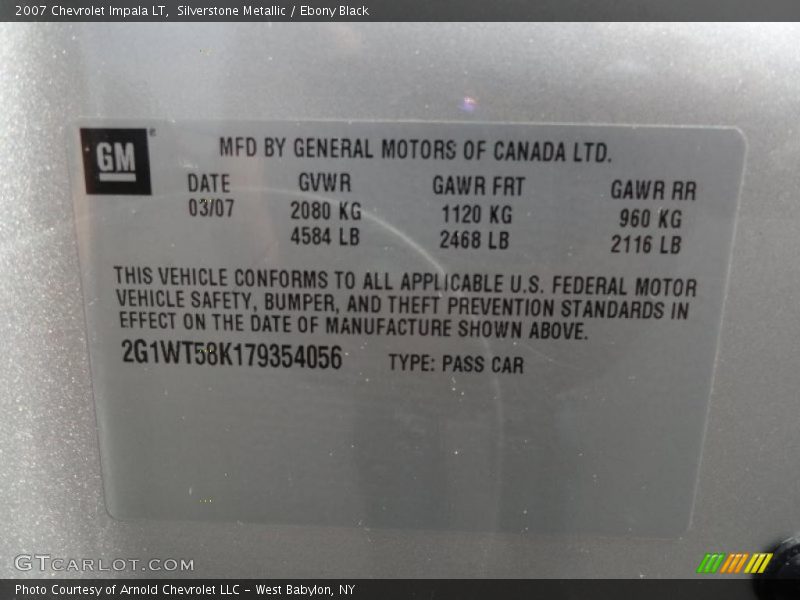 2007 Chevrolet Impala LT, Silverstone Metallic / Ebony Black
GM
MFD BY GENERAL MOTORS OF CANADA LTD.
DATE GVWR GAWR FRT GAWR RR
03/07 2080 KG 1120 KG 960 KG
4584 LB 2468 LB 2116 LB
THIS VEHICLE CONFORMS TO ALL APPLICABLE U.S. FEDERAL MOTOR
VEHICLE SAFETY, BUMPER, AND THEFT PREVENTION STANDARDS IN
EFFECT ON THE DATE OF MANUFACTURE SHOWN ABOVE.
2G1WT58K179354056 TYPE: PASS CAR
GTCARLOT.COM
Photo Courtesy of Arnold Chevrolet LLC - West Babylon, NY